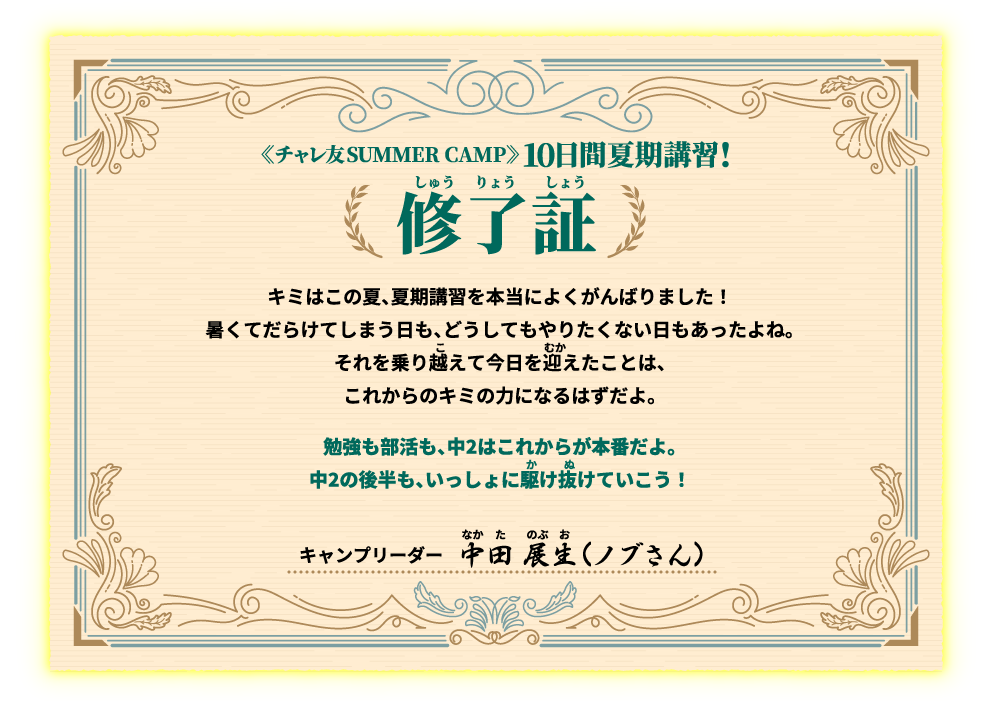 《チャレ友SUMMER CAMP》10日間夏期講習!
しゅう りょう しょう
修了証
キミはこの夏、夏期講習を本当によくがんばりました!
暑くてだらけてしまう日も、どうしてもやりたくない日もあったよね。
こ むか
それを乗り越えて今日を迎えたことは、
これからのキミの力になるはずだよ。
勉強も部活も、中2はこれからが本番だよ。
か ぬ
中2の後半も、いっしょに駆け抜けていこう!
なか た のぶ お
キャンプリーダー 中田 展生(ノブさん)